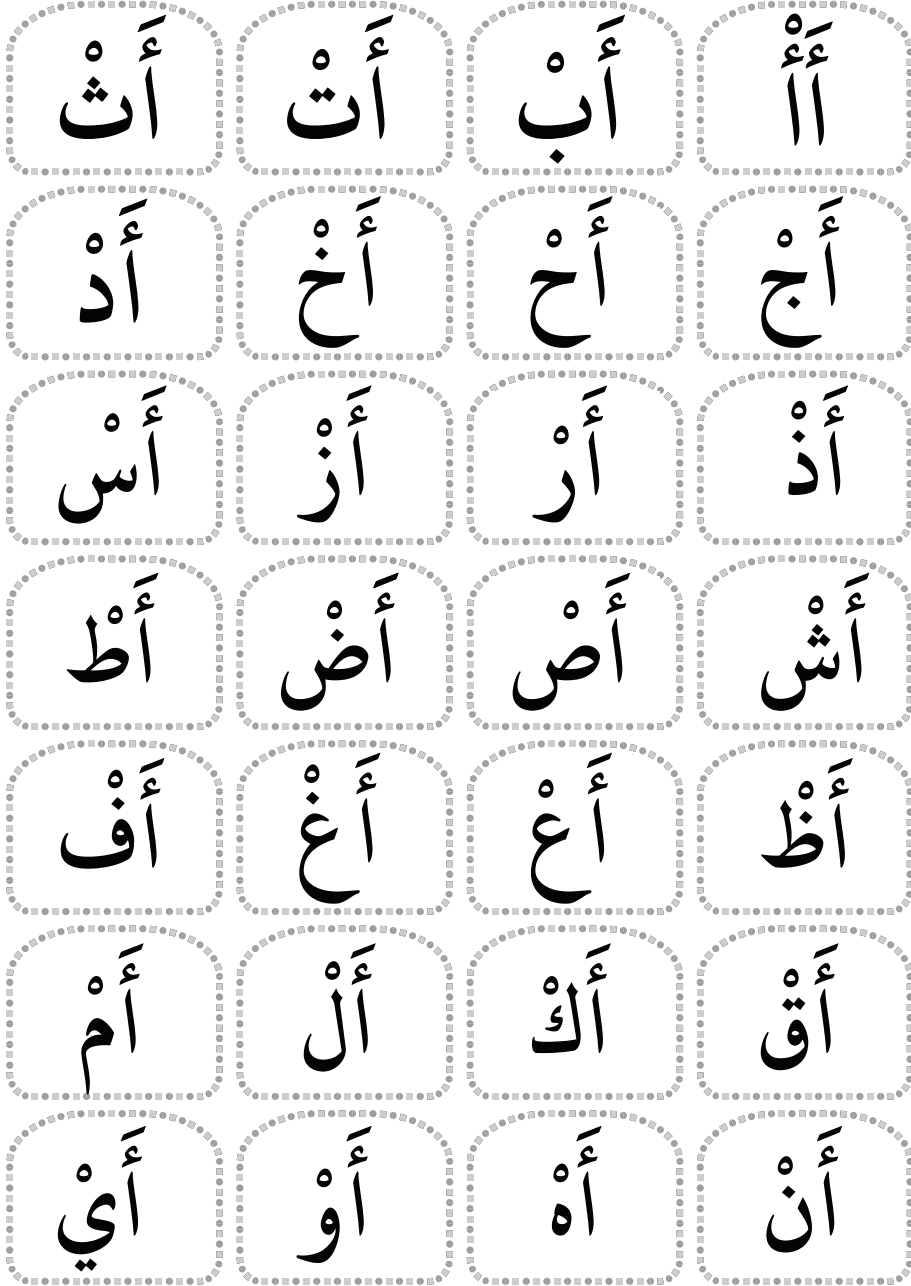 أَأْ أَبْ أَتْ أَثْ
أَجْ أَحْ أَخْ أَدْ
أَذْ أَرْ أَزْ أَسْ
أَشْ أَصْ أَضْ أَطْ
أَظْ أَعْ أَغْ أَفْ
أَقْ أَكْ أَلْ أَمْ
أَنْ أَهْ أَوْ أَيْ